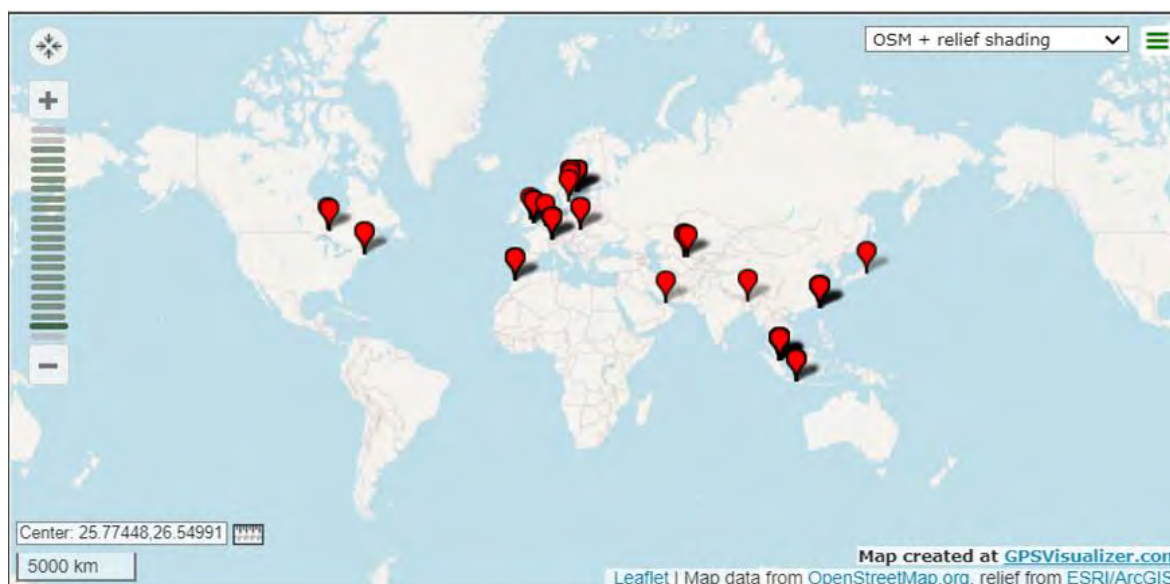 OSM + relief shading
Center: 25.77448,26.54991
5000 km
Map created at GPSVisualizer.com
Leaflet | Map data from OpenStreetMap.org, relief from ESRI/ArcGIS